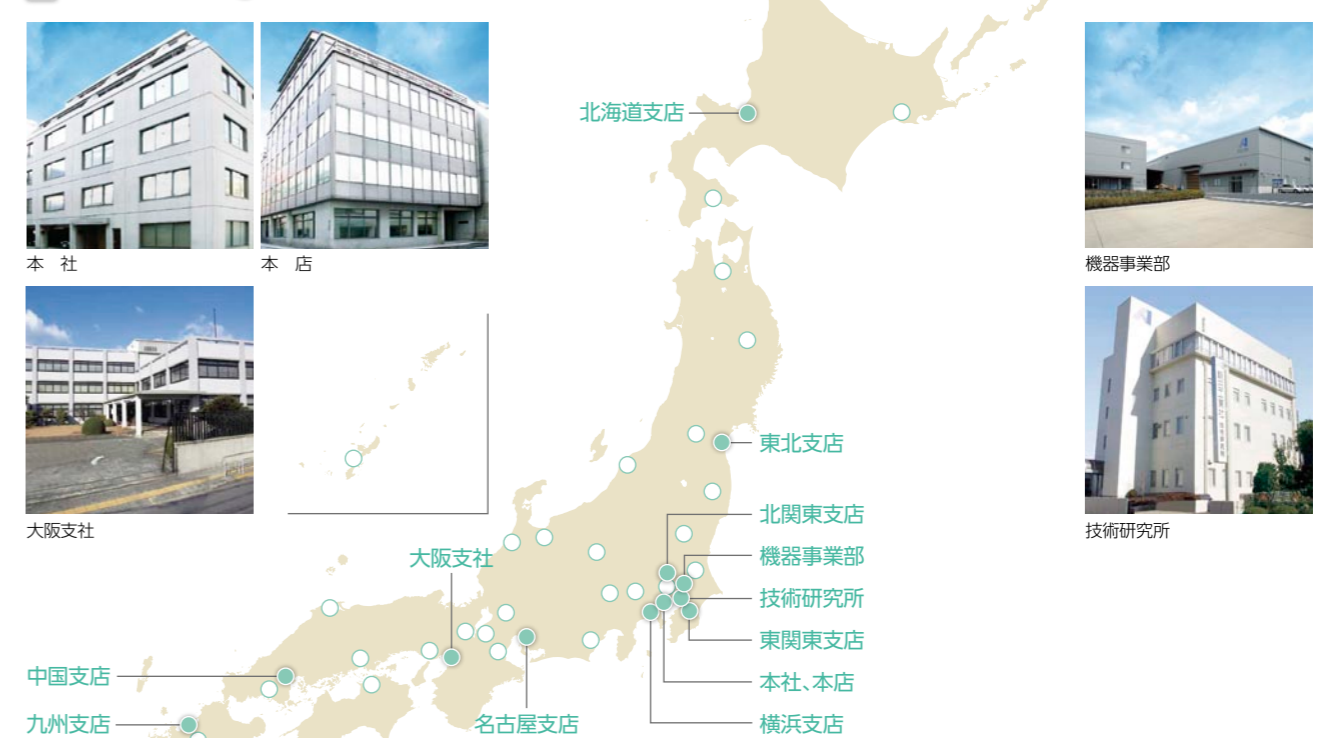 本　社
本　店
大阪支社
機器事業部
技術研究所
北海道支店
東北支店
北関東支店
機器事業部
技術研究所
東関東支店
本社、本店
横浜支店
大阪支社
名古屋支店
中国支店
九州支店